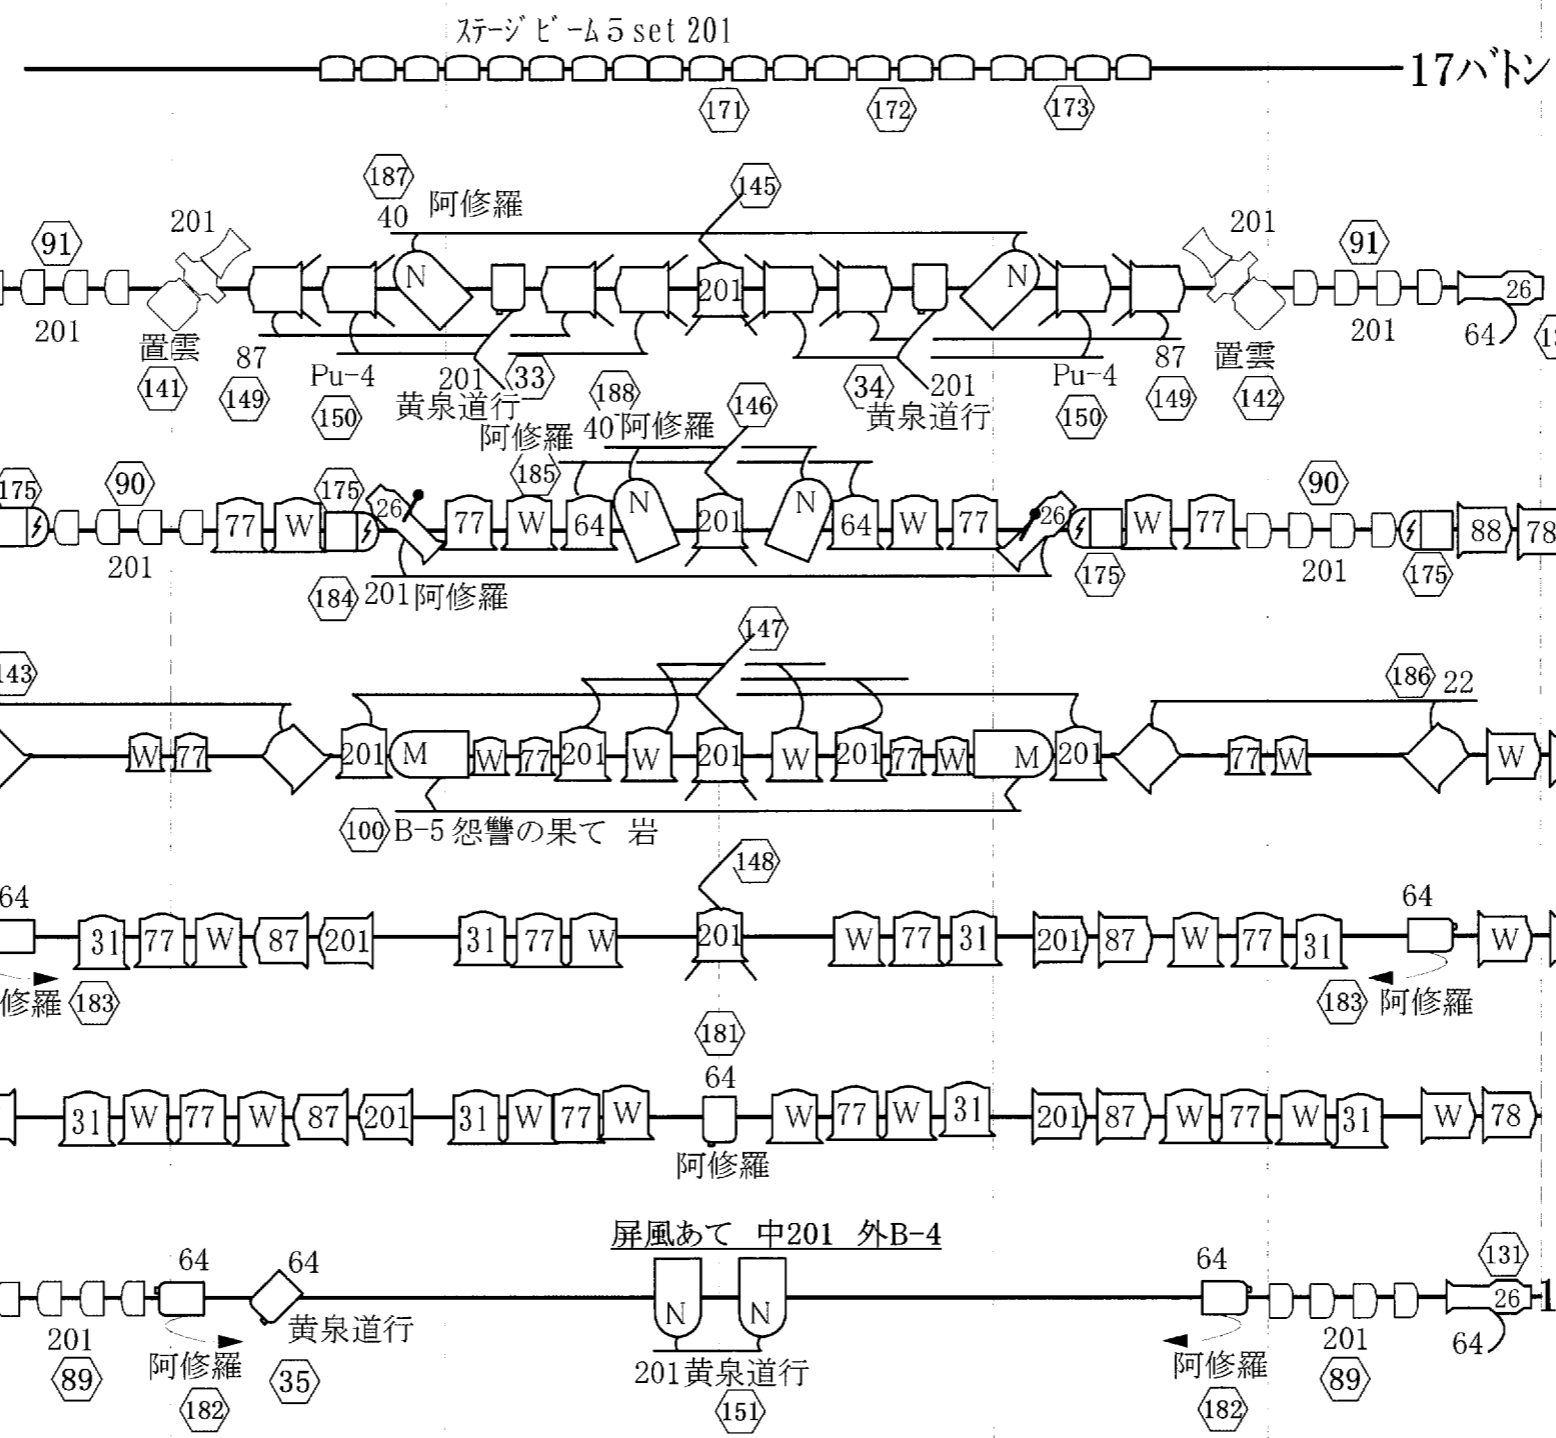 ステージビーム5set 201
17バトン
171 172 173
187 145
201 40 阿修羅 201
91 91
N 201 N 26
201 置雲 87 Pu-4 201 33 34 201 Pu-4 87 置雲 201 64
141 149 150 黄泉道行 黄泉道行 150 149 142
188 146
阿修羅 40 阿修羅
175 90 175 185 90
26 77 W 77 W 64 N 201 N 64 W 77 26 W 77 88 78
201 175 201 175
184 201阿修羅
147
143 186 22
W 77 201 M W 77 201 W 201 W 201 77 W M 201 77 W W
100 B-5 怨讐の果て 岩
148
64 64
31 77 W 87 201 31 77 W 201 W 77 31 201 87 W 77 31 W
修羅 183 183 阿修羅
181
64
31 W 77 W 87 201 31 W 77 W W 77 W 31 201 87 W 77 W 31 W 78
阿修羅
屏風あて 中201 外B-4
64 64 64 131
N N 26 1
201 黄泉道行 201 64
89 阿修羅 35 201黄泉道行 阿修羅 89
182 151 182